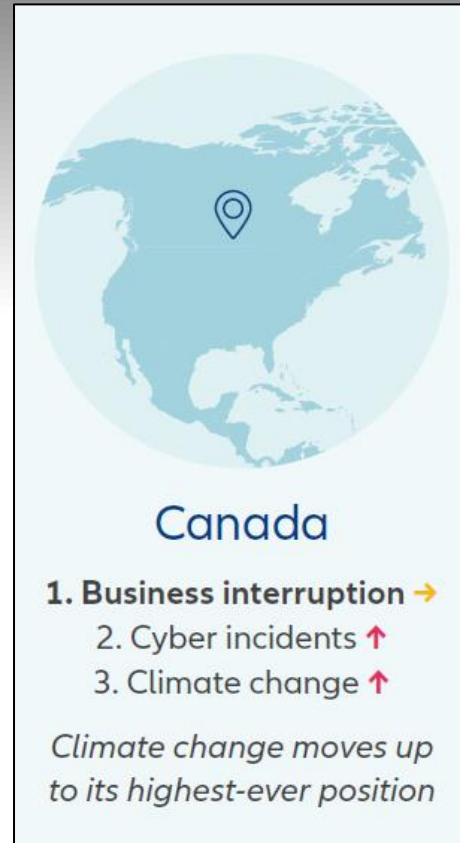 Canada
1. Business interruption →
2. Cyber incidents ↑
3. Climate change ↑
Climate change moves up
to its highest-ever position